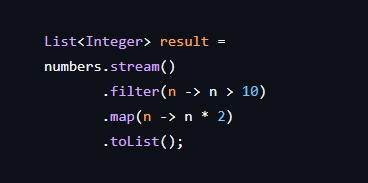 List<Integer> result =
numbers.stream()
.filter(n -> n > 10)
.map(n -> n * 2)
.toList();